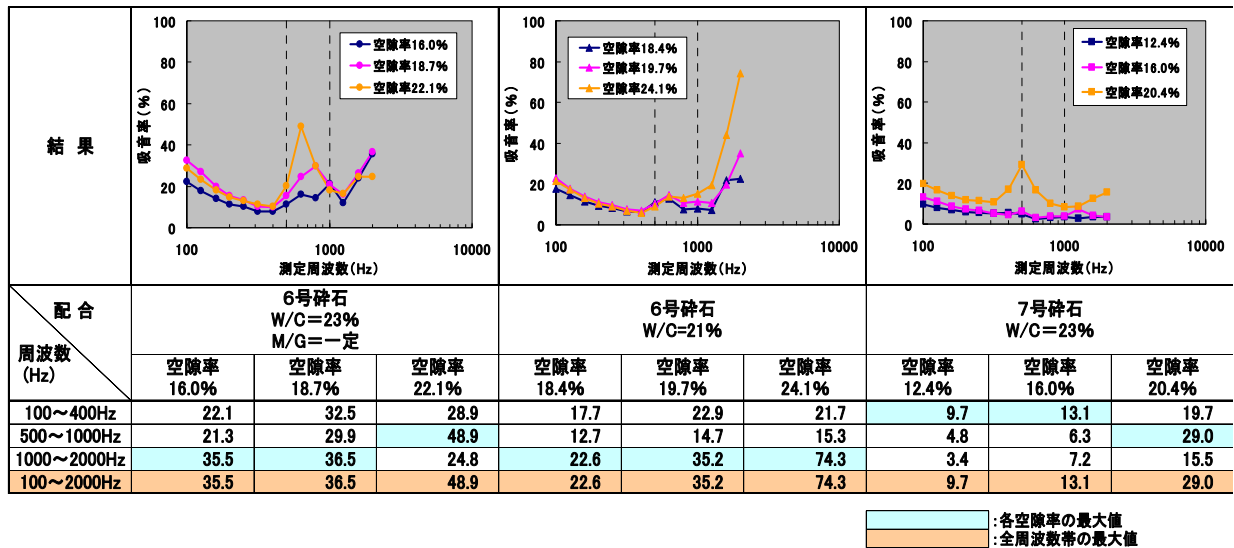 結 果
吸音率(%)
100
80
60
40
20
0
100
1000
10000
測定周波数(Hz)
空隙率16.0%
空隙率18.7%
空隙率22.1%
吸音率(%)
100
80
60
40
20
0
100
1000
10000
測定周波数(Hz)
空隙率18.4%
空隙率19.7%
空隙率24.1%
吸音率(%)
100
80
60
40
20
0
100
1000
10000
測定周波数(Hz)
空隙率12.4%
空隙率16.0%
空隙率20.4%
配 合
周波数
(Hz)
6号砕石
W/C=23%
M/G=一定
6号砕石
W/C=21%
7号砕石
W/C=23%
空隙率 空隙率 空隙率 空隙率 空隙率 空隙率 空隙率 空隙率 空隙率
16.0% 18.7% 22.1% 18.4% 19.7% 24.1% 12.4% 16.0% 20.4%
100~400Hz 22.1 32.5 28.9 17.7 22.9 21.7 9.7 13.1 19.7
500~1000Hz 21.3 29.9 48.9 12.7 14.7 15.3 4.8 6.3 29.0
1000~2000Hz 35.5 36.5 24.8 22.6 35.2 74.3 3.4 7.2 15.5
100~2000Hz 35.5 36.5 48.9 22.6 35.2 74.3 9.7 13.1 29.0
:各空隙率の最大値
:全周波数帯の最大値